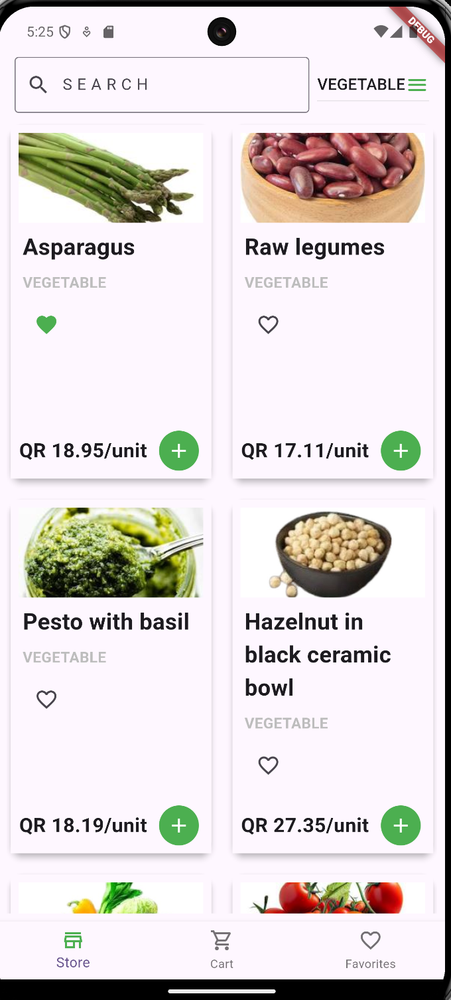 5:25
DEBUG
SEARCH
VEGETABLE
Asparagus
Raw legumes
VEGETABLE
VEGETABLE
QR 18.95/unit
QR 17.11/unit
Pesto with basil
Hazelnut in
black ceramic
bowl
VEGETABLE
VEGETABLE
QR 18.19/unit
QR 27.35/unit
Store
Cart
Favorites